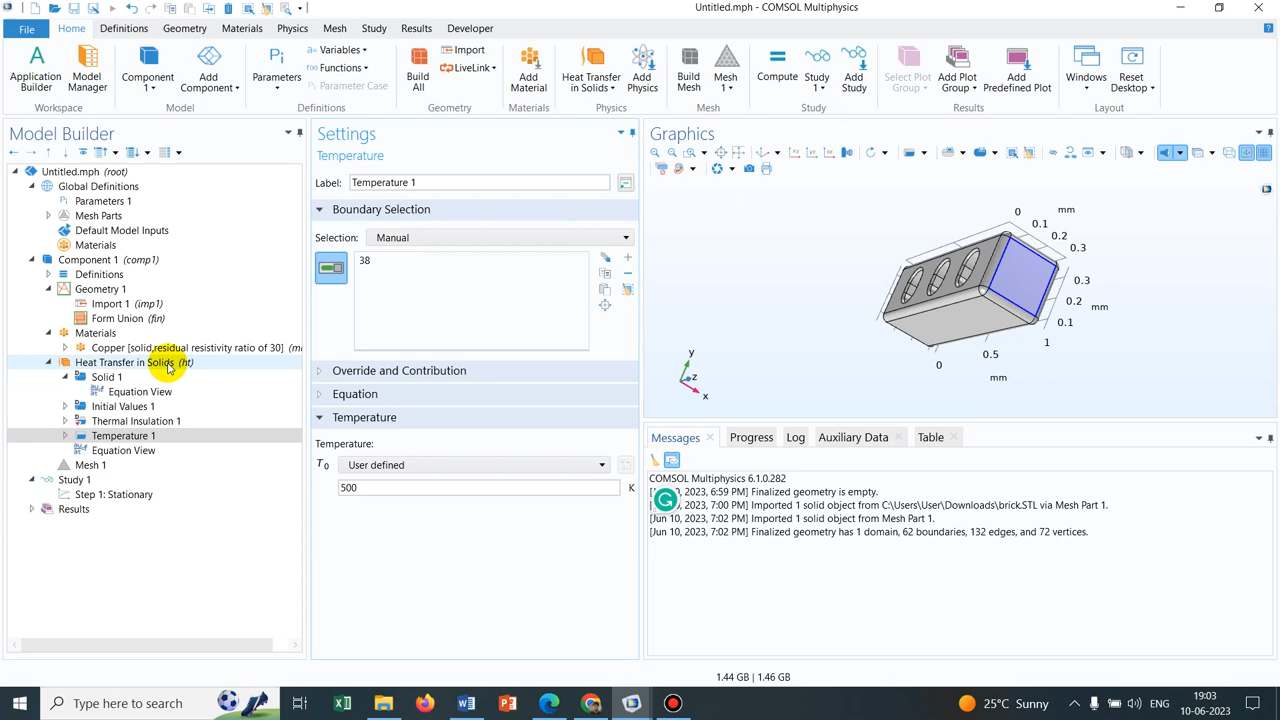 Untitled.mph - COMSOL Multiphysics
File Home Definitions Geometry Materials Physics Mesh Study Results Developer
Application Builder
Model Manager
Workspace
Component 1
Add Component
Model
Parameters
a= Variables
f(x) Functions
Pi Parameter Case
Definitions
Build All
Import
LiveLink
Geometry
Add Material
Materials
Heat Transfer in Solids
Add Physics
Physics
Build Mesh
Mesh 1
Mesh
Compute
Study 1
Add Study
Study
Select Plot Group
Add Plot Group
Add Predefined Plot
Results
Windows
Reset Desktop
Layout
Model Builder
Untitled.mph (root)
Global Definitions
Pi Parameters 1
Mesh Parts
Default Model Inputs
Materials
Component 1 (comp1)
Definitions
Geometry 1
Import 1 (imp1)
Form Union (fin)
Materials
Copper [solid,residual resistivity ratio of 30] (m
Heat Transfer in Solids (ht)
Solid 1
Equation View
Initial Values 1
Thermal Insulation 1
Temperature 1
Equation View
Mesh 1
Study 1
Step 1: Stationary
Results
Settings
Temperature
Label: Temperature 1
Boundary Selection
Selection: Manual
38
Override and Contribution
Equation
Temperature
Temperature:
T0 User defined
500 K
Graphics
0 mm
0.1
0.2
0.3
0.3
0.2 mm
0.1
1
0.5
0
mm
y
z
x
Messages Progress Log Auxiliary Data Table
COMSOL Multiphysics 6.1.0.282
0, 2023, 6:59 PM] Finalized geometry is empty.
0, 2023, 7:00 PM] Imported 1 solid object from C:\Users\User\Downloads\brick.STL via Mesh Part 1.
[Jun 10, 2023, 7:02 PM] Imported 1 solid object from Mesh Part 1.
[Jun 10, 2023, 7:02 PM] Finalized geometry has 1 domain, 62 boundaries, 132 edges, and 72 vertices.
1.44 GB | 1.46 GB
Type here to search
25°C Sunny
ENG
19:03
10-06-2023